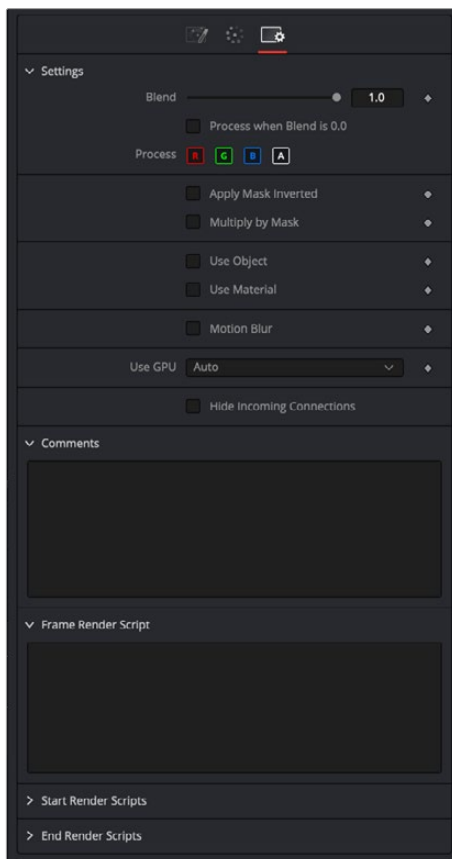 Settings
Blend 1.0
Process when Blend is 0.0
Process R G B A
Apply Mask Inverted
Multiply by Mask
Use Object
Use Material
Motion Blur
Use GPU Auto
Hide Incoming Connections
Comments
Frame Render Script
Start Render Scripts
End Render Scripts